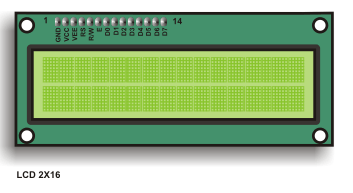 1 14
GND VCC VEE RS R/W E D0 D1 D2 D3 D4 D5 D6 D7
LCD 2X16